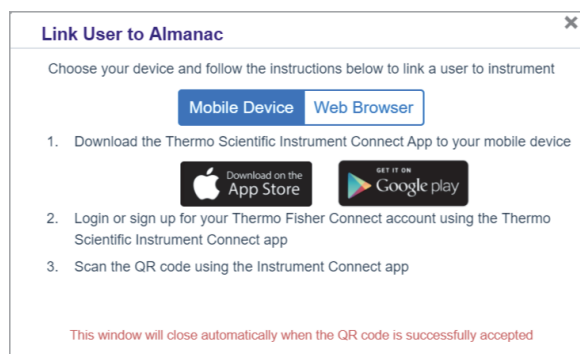 Link User to Almanac
Choose your device and follow the instructions below to link a user to instrument
Mobile Device Web Browser
1. Download the Thermo Scientific Instrument Connect App to your mobile device
Download on the
App Store
GET IT ON
Google play
2. Login or sign up for your Thermo Fisher Connect account using the Thermo
Scientific Instrument Connect app
3. Scan the QR code using the Instrument Connect app
This window will close automatically when the QR code is successfully accepted